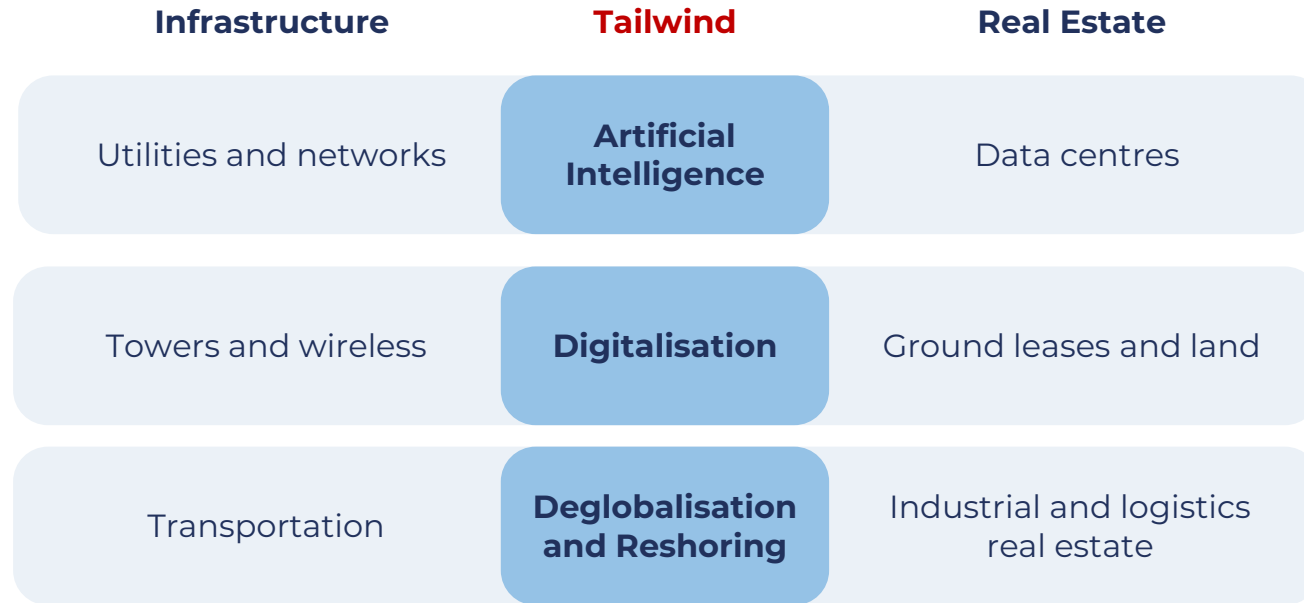 Infrastructure
Tailwind
Real Estate
Utilities and networks
Artificial
Intelligence
Data centres
Towers and wireless
Digitalisation
Ground leases and land
Transportation
Deglobalisation
and Reshoring
Industrial and logistics
real estate